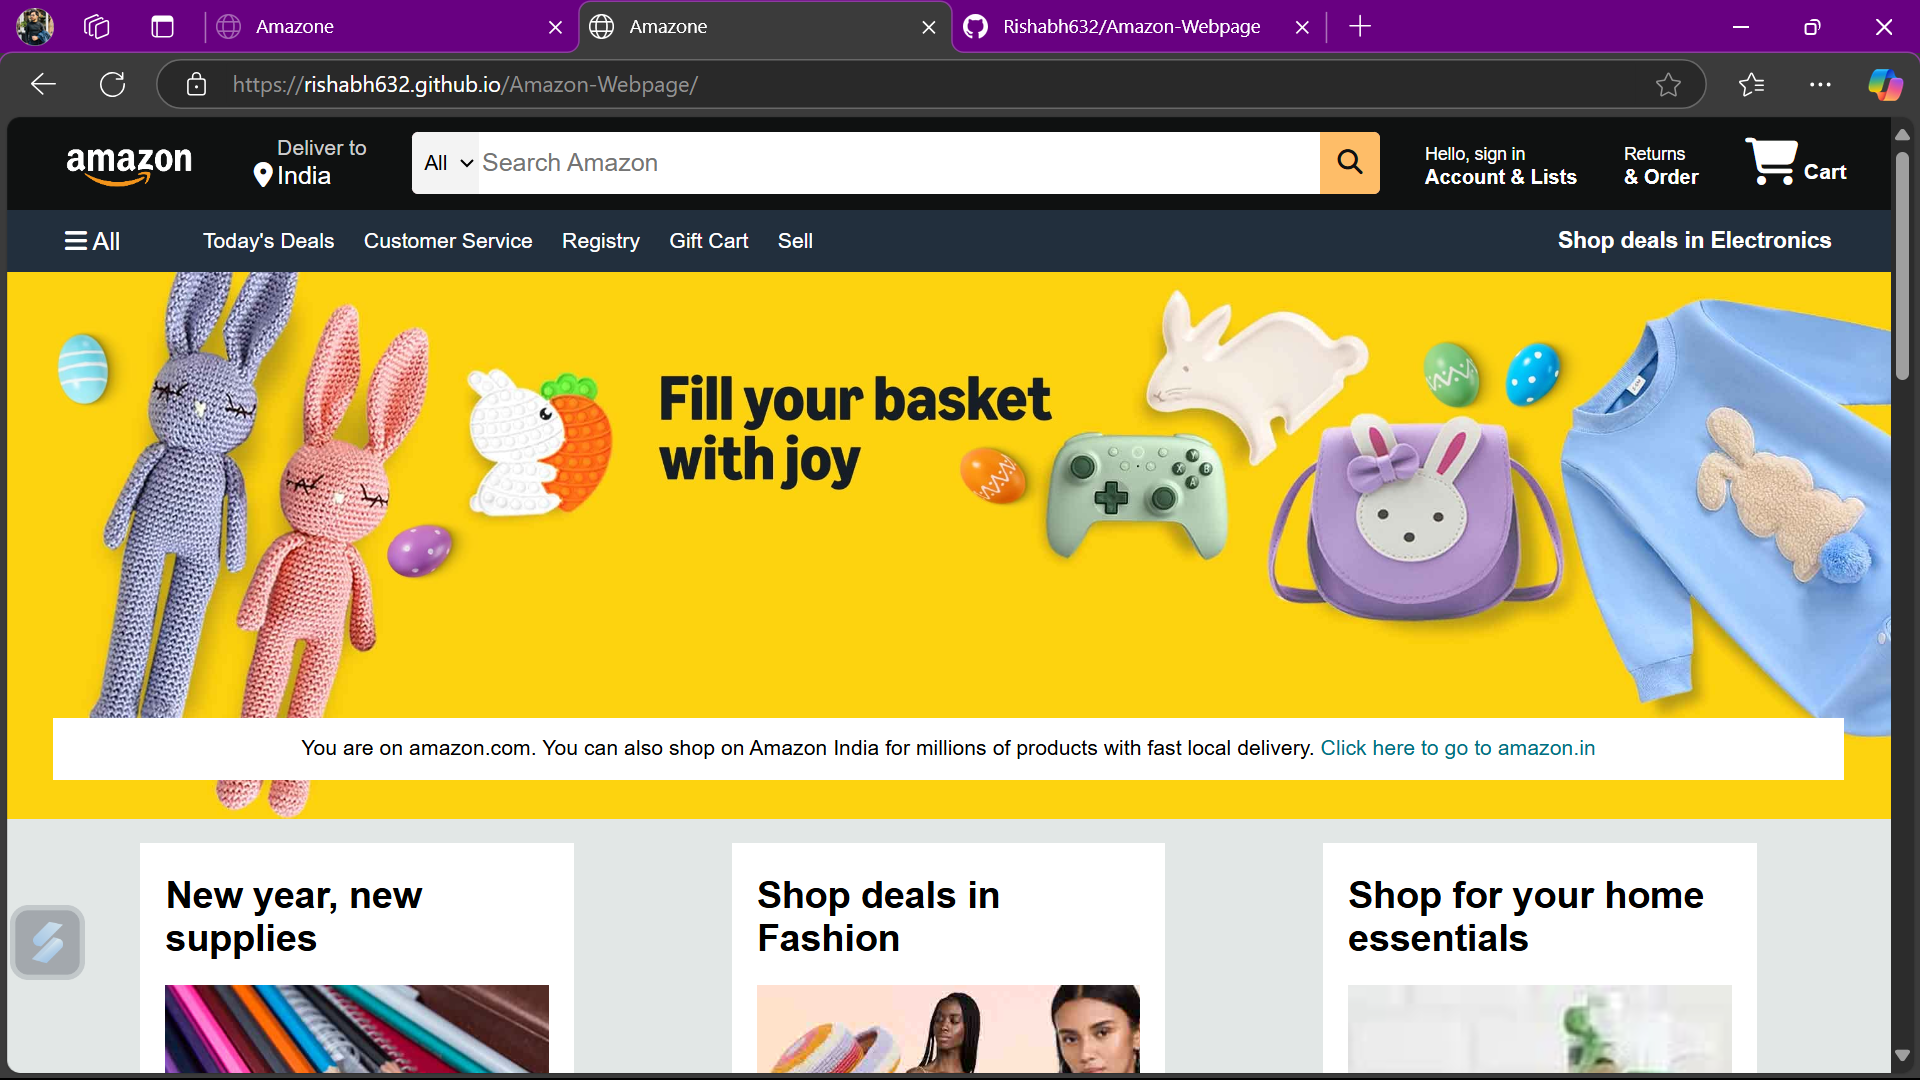 Amazone
Amazone
Rishabh632/Amazon-Webpage
https://rishabh632.github.io/Amazon-Webpage/
amazon
Deliver to
India
All
Search Amazon
Hello, sign in
Account & Lists
Returns
& Order
Cart
All
Today's Deals
Customer Service
Registry
Gift Cart
Sell
Shop deals in Electronics
Fill your basket
with joy
Y
X
B
A
You are on amazon.com. You can also shop on Amazon India for millions of products with fast local delivery. Click here to go to amazon.in
New year, new
supplies
Shop deals in
Fashion
Shop for your home
essentials